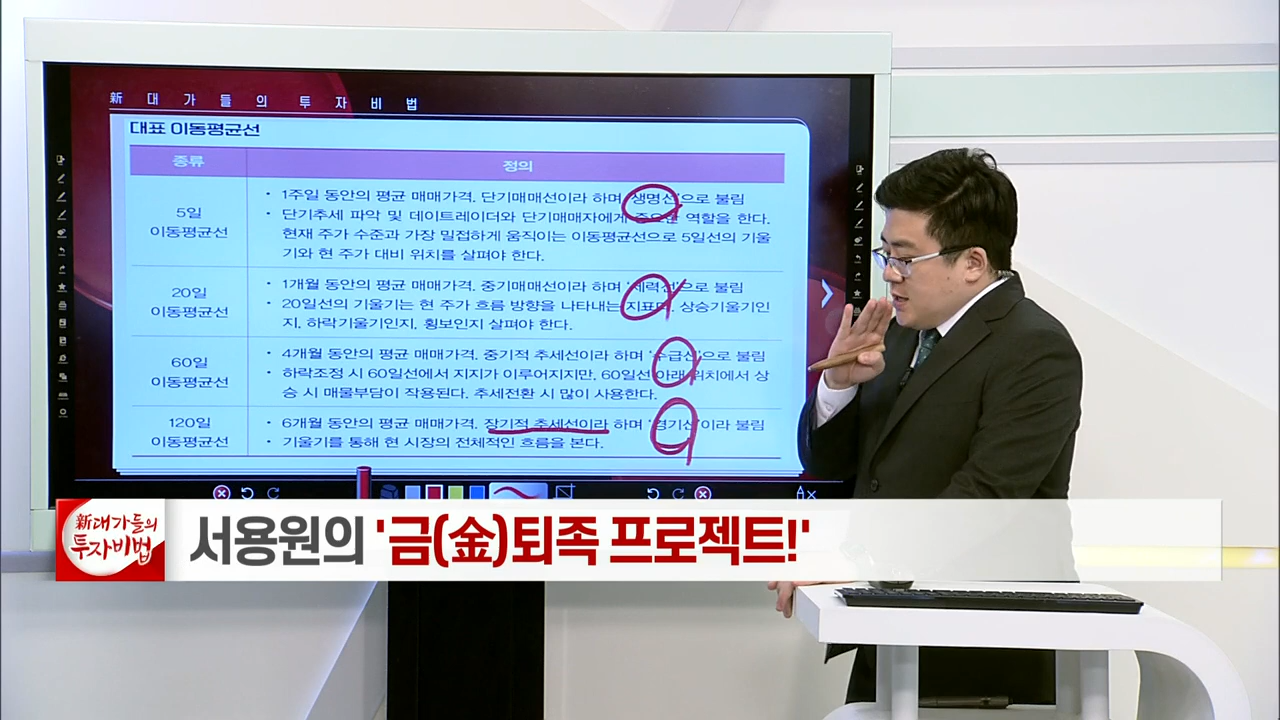 新 대 가 들 의 투 자 비 법
대표 이동평균선
종류
정의
5일
이동평균선
• 1주일 동안의 평균 매매가격. 단기매매선이라 하며 '생명선'으로 불림
• 단기추세 파악 및 데이트레이더와 단기매매자에게 중요한 역할을 한다.
현재 주가 수준과 가장 밀접하게 움직이는 이동평균선으로 5일선의 기울
기와 현 주가 대비 위치를 살펴야 한다.
20일
이동평균선
• 1개월 동안의 평균 매매가격. 중기매매선이라 하며 '세력선'으로 불림
• 20일선의 기울기는 현 주가 흐름 방향을 나타내는 지표며, 상승기울기인
지, 하락기울기인지, 횡보인지 살펴야 한다.
60일
이동평균선
• 4개월 동안의 평균 매매가격. 중기적 추세선이라 하며 '수급선'으로 불림
• 하락조정 시 60일선에서 지지가 이루어지지만, 60일선 아래 위치에서 상
승 시 매물부담이 작용된다. 추세전환 시 많이 사용한다.
120일
이동평균선
• 6개월 동안의 평균 매매가격. 장기적 추세선이라 하며 '경기선'이라 불림
• 기울기를 통해 현 시장의 전체적인 흐름을 본다.
新대가들의
투자비법
서용원의 '금(金)퇴족 프로젝트!'